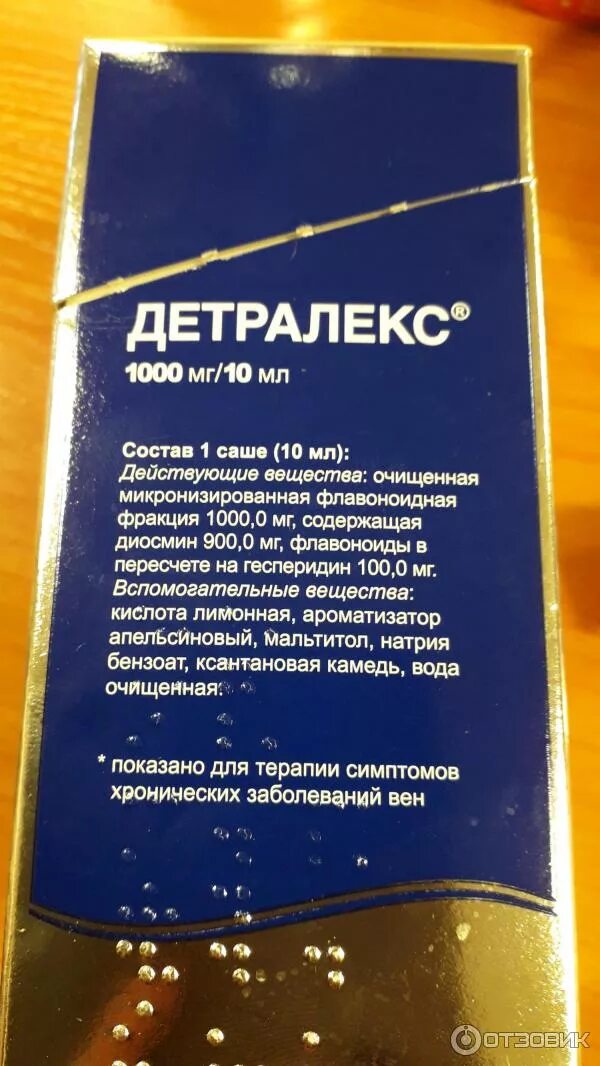 ДЕТРАЛЕКС®
1000 мг/10 мл
Состав 1 саше (10 мл):
Действующие вещества: очищенная
микронизированная флавоноидная
фракция 1000,0 мг, содержащая
диосмин 900,0 мг, флавоноиды в
пересчете на гесперидин 100,0 мг.
Вспомогательные вещества:
кислота лимонная, ароматизатор
апельсиновый, мальтитол, натрия
бензоат, ксантановая камедь, вода
очищенная.
* показано для терапии симптомов
хронических заболеваний вен
ОТЗОВИК